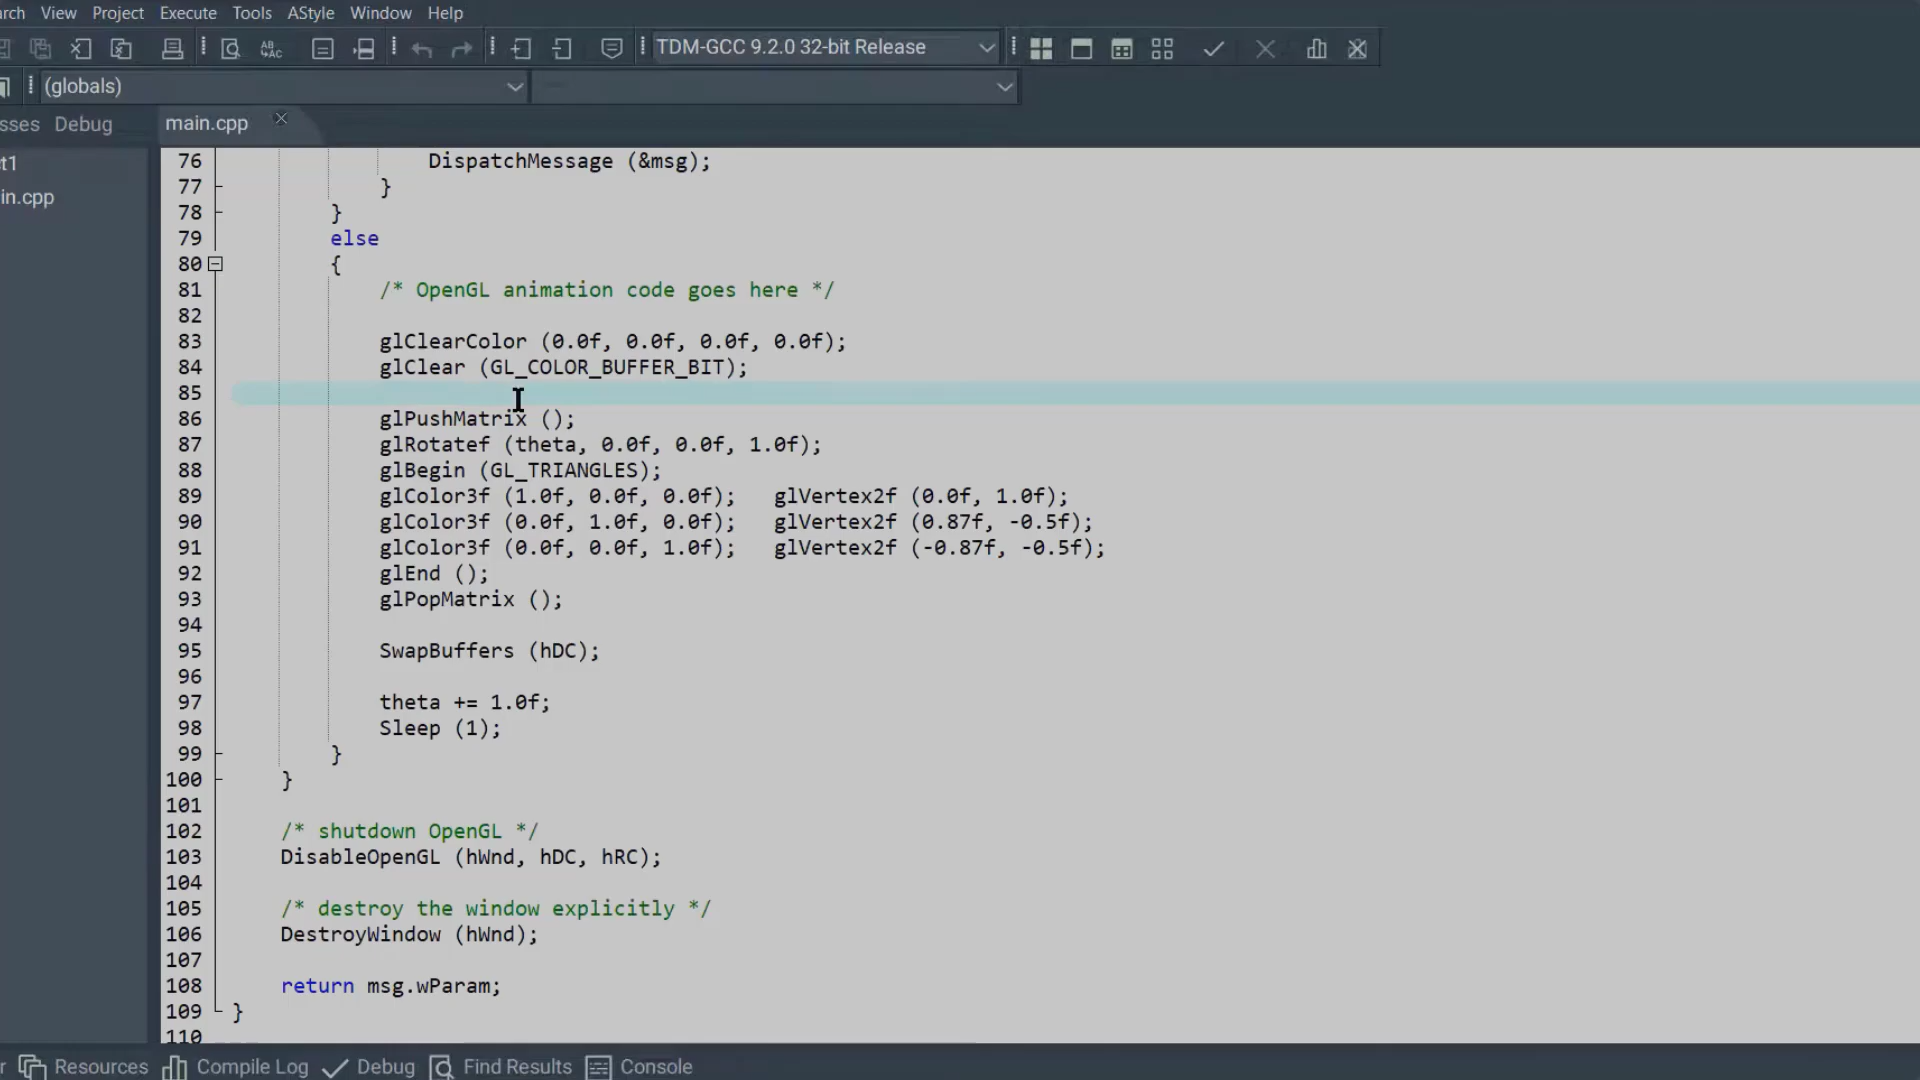 arch View Project Execute Tools AStyle Window Help
TDM-GCC 9.2.0 32-bit Release
(globals)
sses Debug main.cpp
ct1
in.cpp
76 DispatchMessage (&msg);
77 }
78 }
79 else
80 {
81 /* OpenGL animation code goes here */
82
83 glClearColor (0.0f, 0.0f, 0.0f, 0.0f);
84 glClear (GL_COLOR_BUFFER_BIT);
85
86 glPushMatrix ();
87 glRotatef (theta, 0.0f, 0.0f, 1.0f);
88 glBegin (GL_TRIANGLES);
89 glColor3f (1.0f, 0.0f, 0.0f); glVertex2f (0.0f, 1.0f);
90 glColor3f (0.0f, 1.0f, 0.0f); glVertex2f (0.87f, -0.5f);
91 glColor3f (0.0f, 0.0f, 1.0f); glVertex2f (-0.87f, -0.5f);
92 glEnd ();
93 glPopMatrix ();
94
95 SwapBuffers (hDC);
96
97 theta += 1.0f;
98 Sleep (1);
99 }
100 }
101
102 /* shutdown OpenGL */
103 DisableOpenGL (hWnd, hDC, hRC);
104
105 /* destroy the window explicitly */
106 DestroyWindow (hWnd);
107
108 return msg.wParam;
109 }
110
r Resources Compile Log Debug Find Results Console